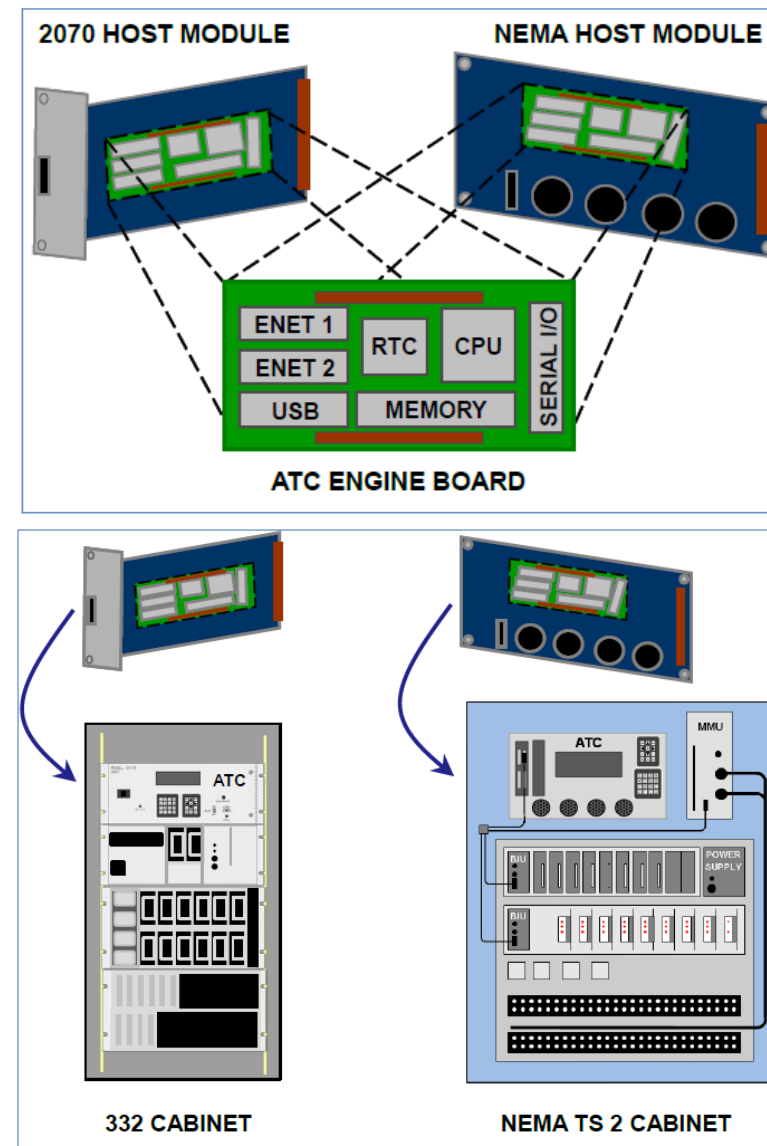 2070 HOST MODULE
NEMA HOST MODULE
ENET 1
ENET 2
USB
RTC
CPU
MEMORY
SERIAL I/O
ATC ENGINE BOARD
ATC
ATC
MMU
BIU
POWER
SUPPLY
BIU
332 CABINET
NEMA TS 2 CABINET